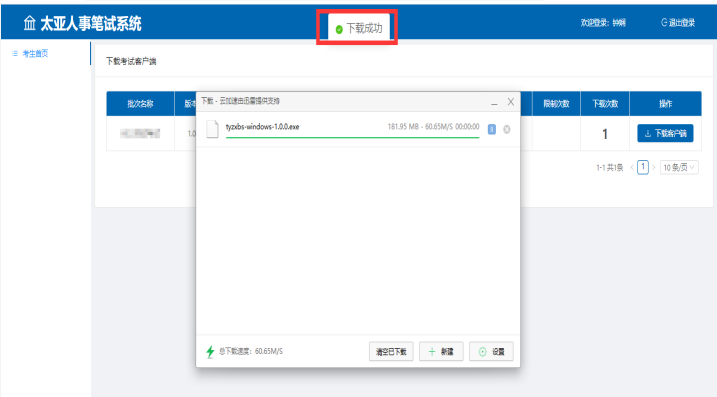 太亚人事笔试系统
下载成功
欢迎登录：钟娴
退出登录
考生首页
下载考试客户端
批次名称 版本 限制次数 下载次数 操作
1.0 1 下载客户端
1-1 共1条 < 1 > 10 条/页
下载 - 云加速由迅雷提供支持
tyzxbs-windows-1.0.0.exe 181.95 MB - 60.65M/S 00:00:00
总下载速度：60.65M/S 清空已下载 新建 设置